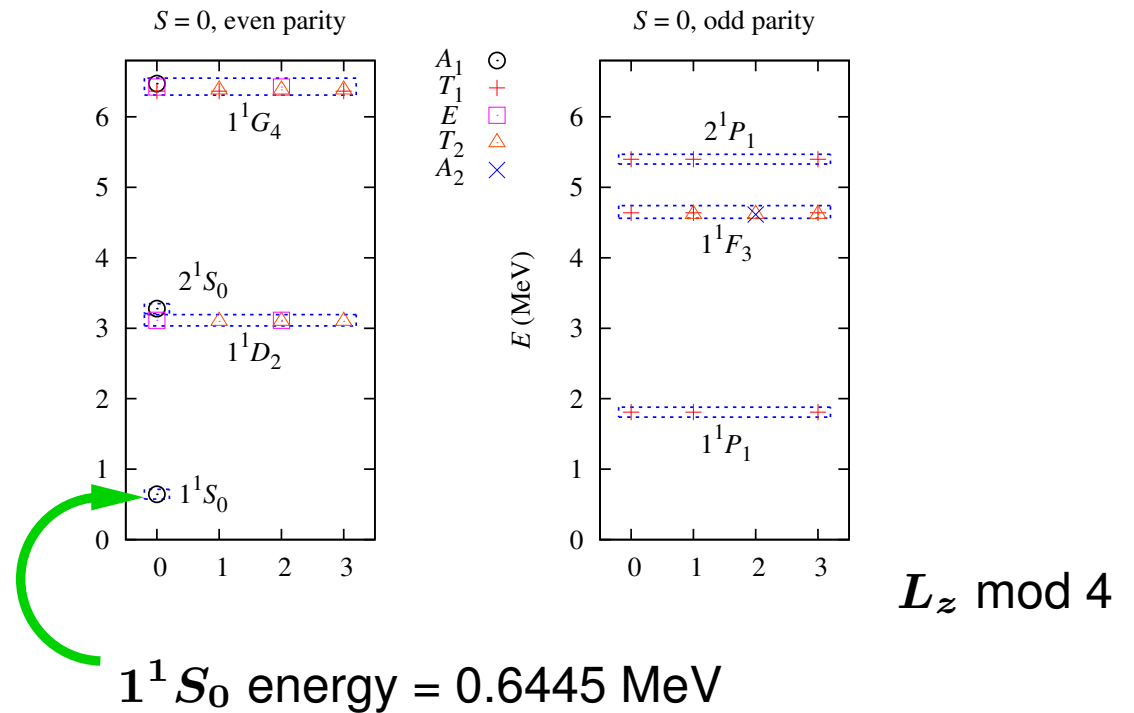 S = 0, even parity
6
5
4
3
2
1
0
0 1 2 3
1¹G₄
2¹S₀
1¹D₂
1¹S₀
A₁
T₁
E
T₂
A₂
S = 0, odd parity
E (MeV)
6
5
4
3
2
1
0
0 1 2 3
2¹P₁
1¹F₃
1¹P₁
L_z mod 4
1¹S₀ energy = 0.6445 MeV